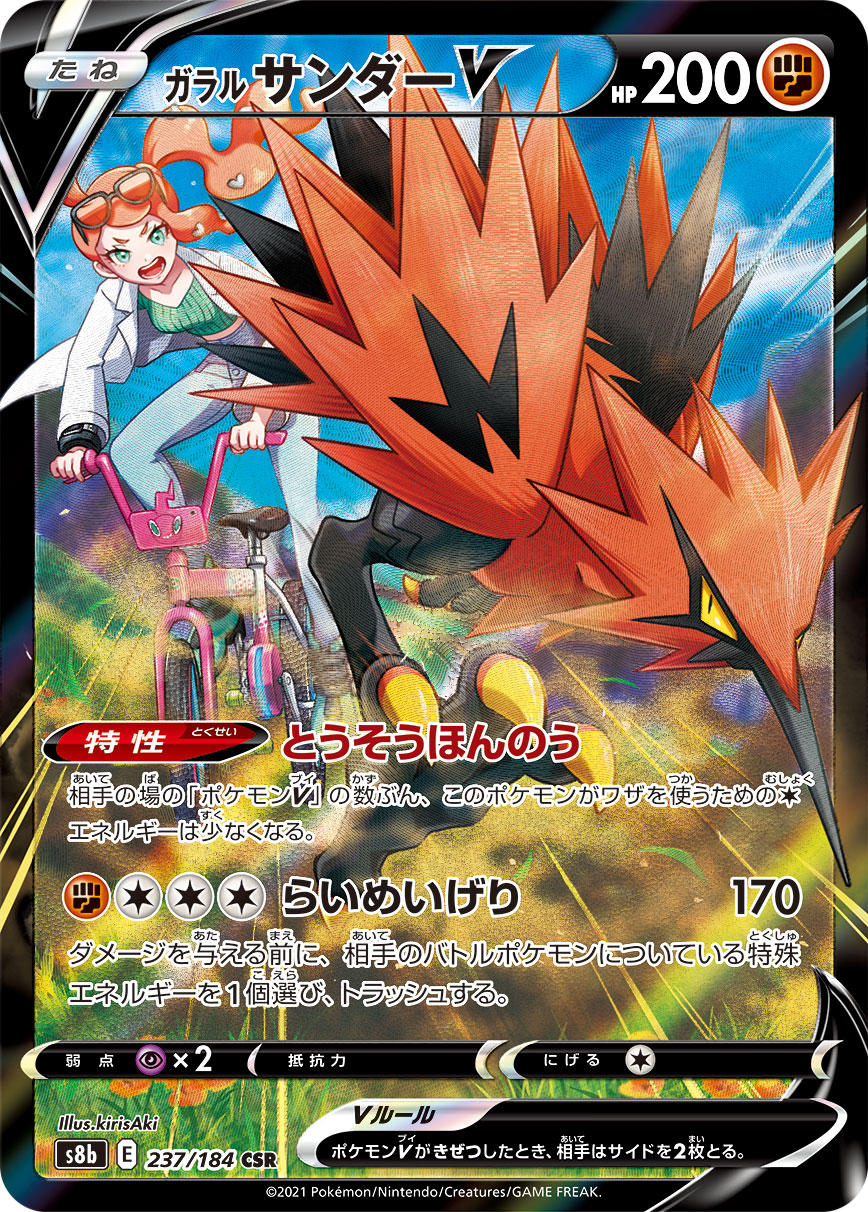 たね
ガラル サンダーV
HP 200
特性 とくせい とうそうほんのう
相手の場の「ポケモンV」の数ぶん、このポケモンがワザを使うための
エネルギーは少なくなる。
らいめいげり 170
ダメージを与える前に、相手のバトルポケモンについている特殊
エネルギーを1個選び、トラッシュする。
弱点 ×2 抵抗力 にげる
Illus.kirisAki
Vルール
ポケモンVがきぜつしたとき、相手はサイドを2枚とる。
s8b E 237/184 CSR
©2021 Pokémon/Nintendo/Creatures/GAME FREAK.